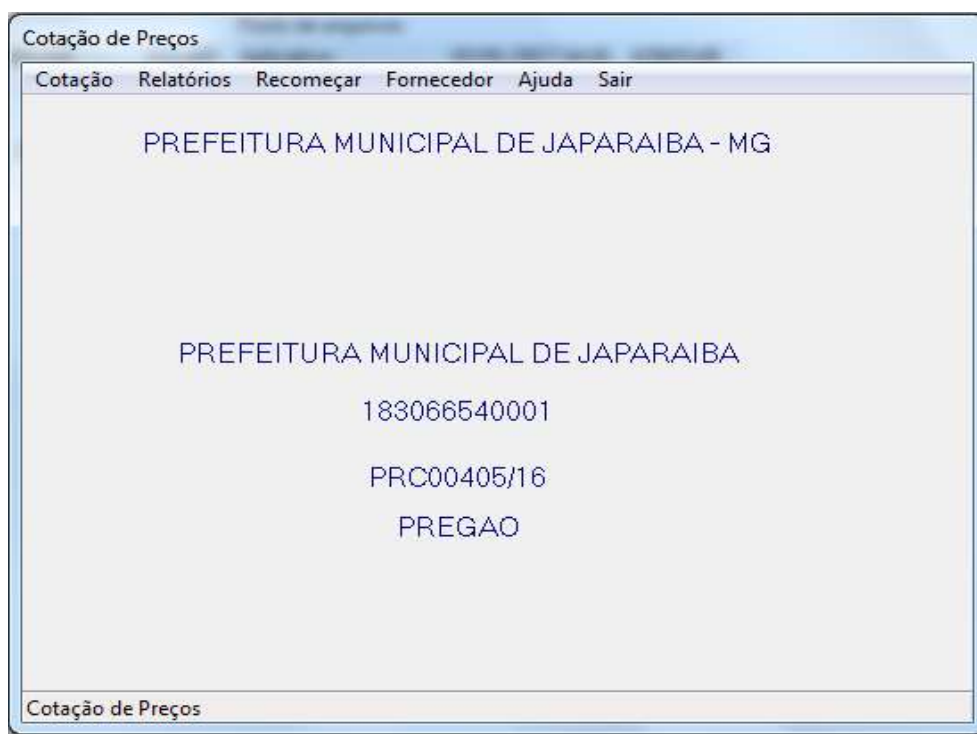 Cotação de Preços
Cotação Relatórios Recomeçar Fornecedor Ajuda Sair
PREFEITURA MUNICIPAL DE JAPARAIBA - MG
PREFEITURA MUNICIPAL DE JAPARAIBA
183066540001
PRC00405/16
PREGAO
Cotação de Preços